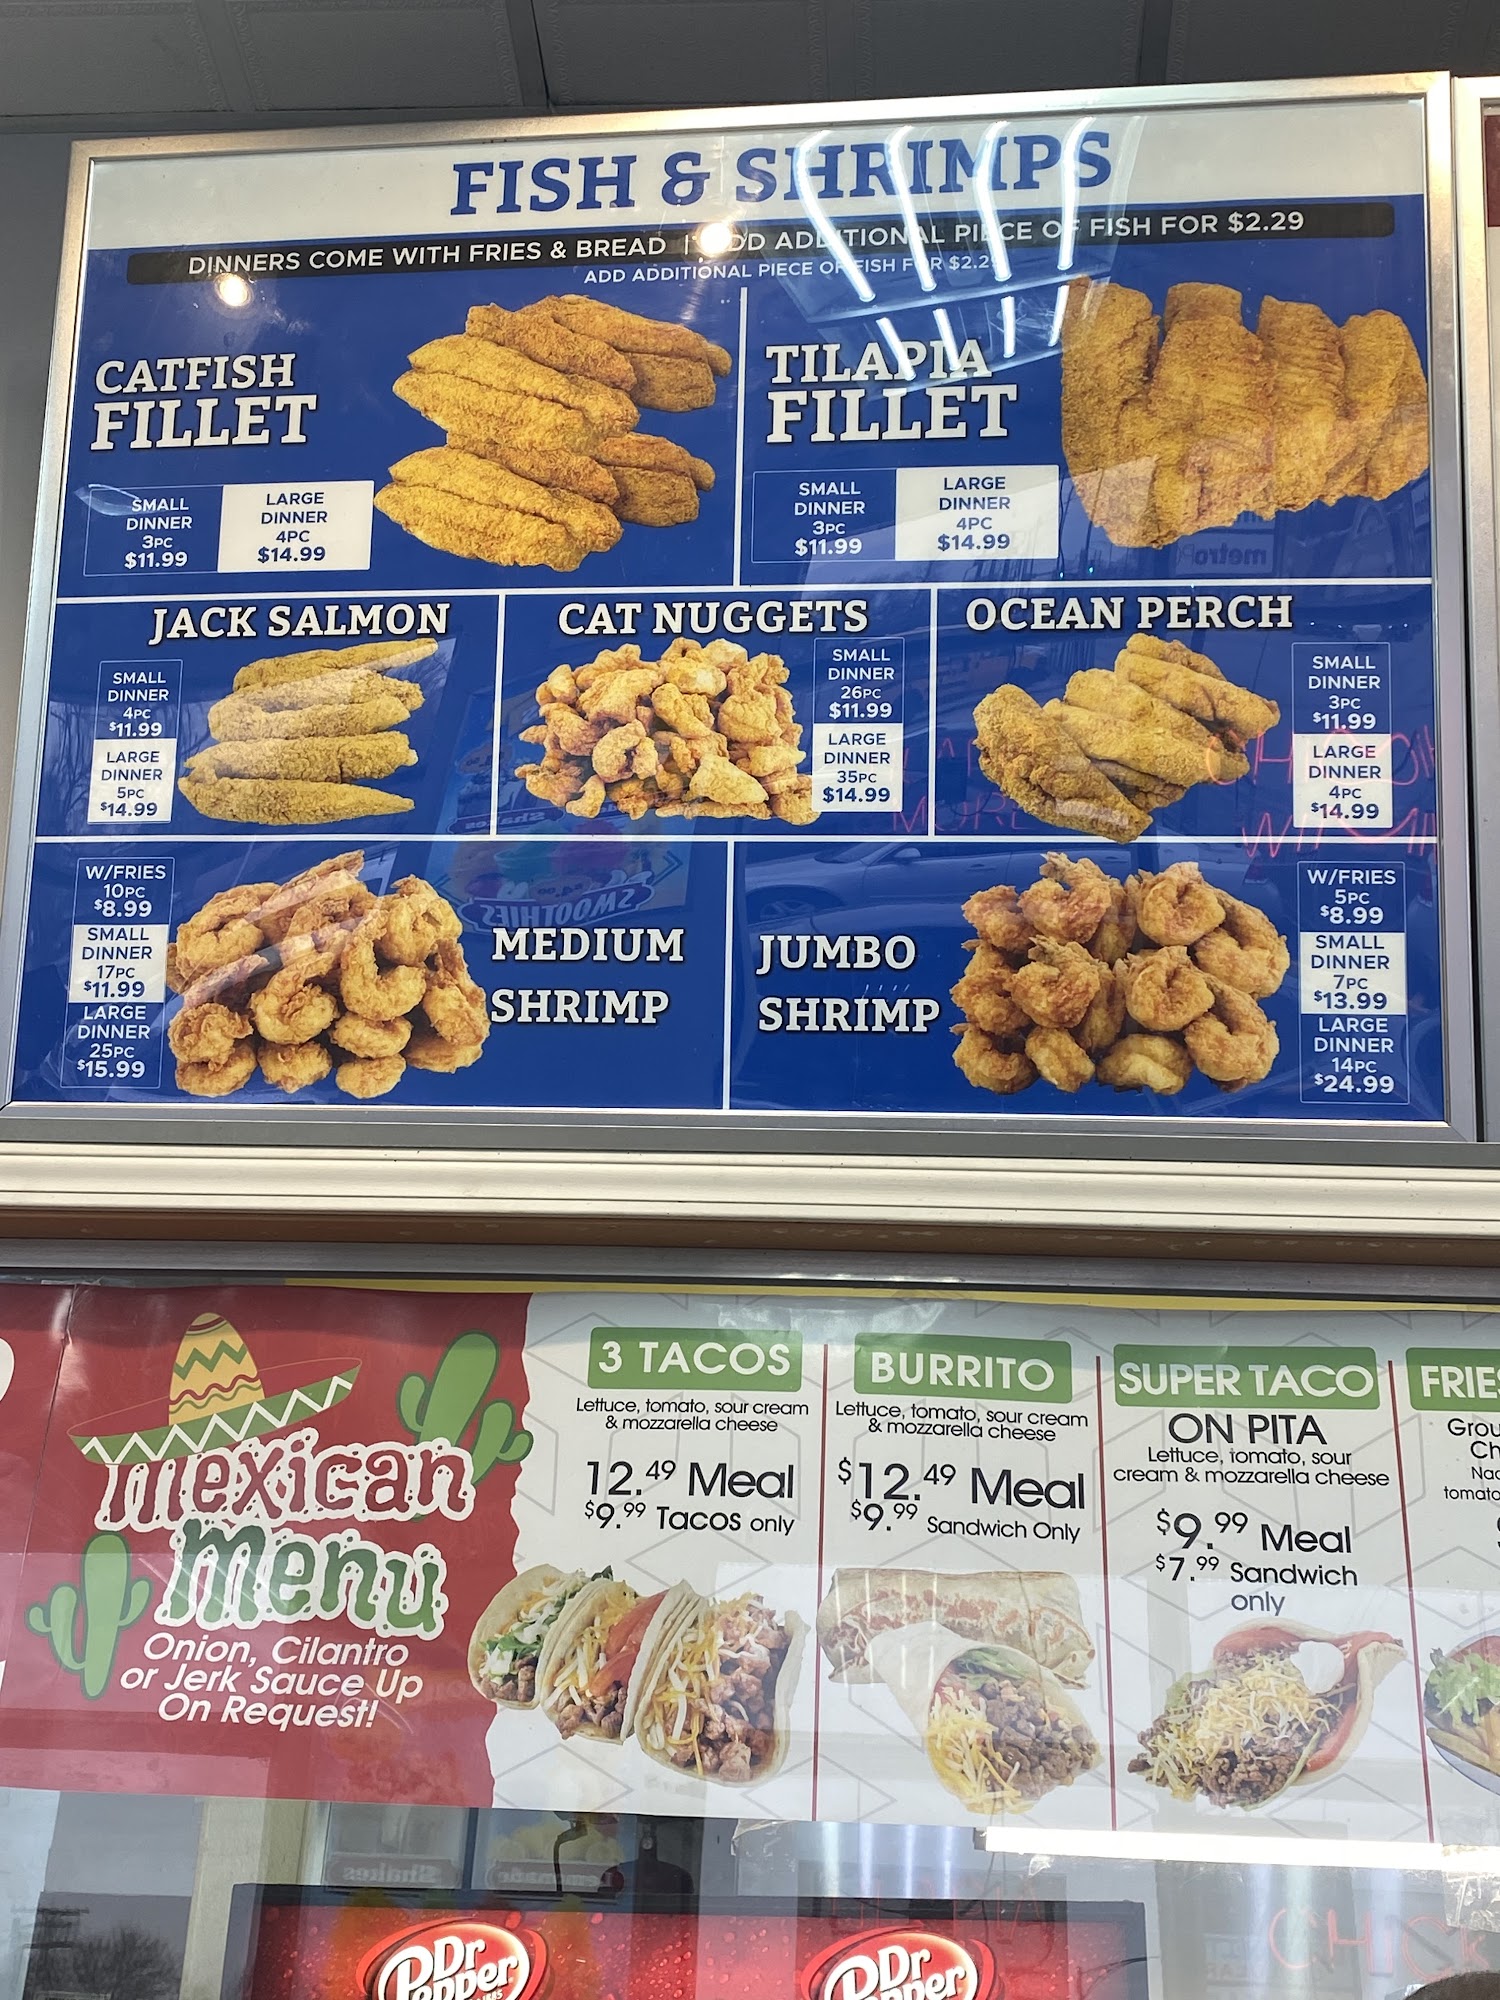 FISH & SHRIMPS
DINNERS COME WITH FRIES & BREAD | ADD ADDITIONAL PIECE OF FISH FOR $2.29
ADD ADDITIONAL PIECE OF FISH FOR $2.29
CATFISH
FILLET
SMALL
DINNER
3PC
$11.99
LARGE
DINNER
4PC
$14.99
TILAPIA
FILLET
SMALL
DINNER
3PC
$11.99
LARGE
DINNER
4PC
$14.99
JACK SALMON
SMALL
DINNER
4PC
$11.99
LARGE
DINNER
5PC
$14.99
CAT NUGGETS
SMALL
DINNER
26PC
$11.99
LARGE
DINNER
35PC
$14.99
OCEAN PERCH
SMALL
DINNER
3PC
$11.99
LARGE
DINNER
4PC
$14.99
W/FRIES
10PC
$8.99
SMALL
DINNER
17PC
$11.99
LARGE
DINNER
25PC
$15.99
MEDIUM
SHRIMP
JUMBO
SHRIMP
W/FRIES
5PC
$8.99
SMALL
DINNER
7PC
$13.99
LARGE
DINNER
14PC
$24.99
Mexican
Menu
Onion, Cilantro
or Jerk Sauce Up
On Request!
3 TACOS
Lettuce, tomato, sour cream
& mozzarella cheese
12.49 Meal
$9.99 Tacos only
BURRITO
Lettuce, tomato, sour cream
& mozzarella cheese
$12.49 Meal
$9.99 Sandwich Only
SUPER TACO
ON PITA
Lettuce, tomato, sour
cream & mozzarella cheese
$9.99 Meal
$7.99 Sandwich
only
Dr Pepper
Dr Pepper